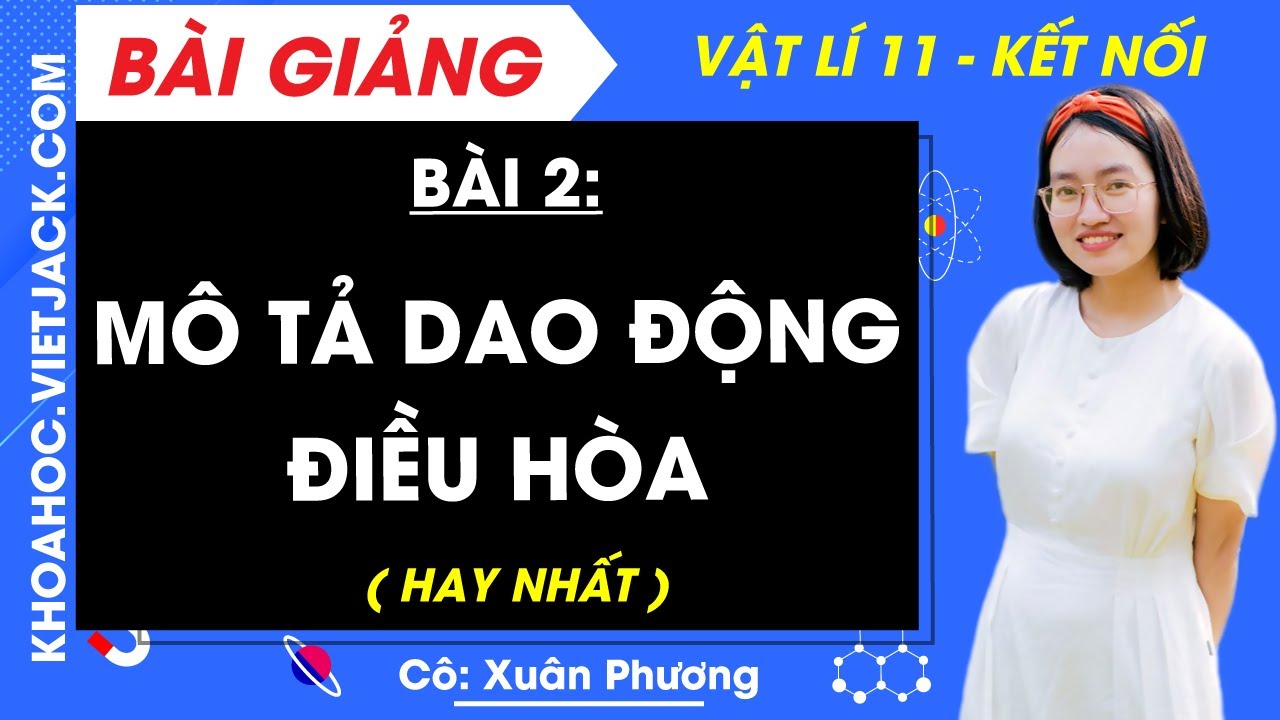 BÀI GIẢNG
VẬT LÍ 11 - KẾT NỐI
KHOAHOC.VIETJACK.COM
BÀI 2:
MÔ TẢ DAO ĐỘNG
ĐIỀU HÒA
( HAY NHẤT )
Cô: Xuân Phương